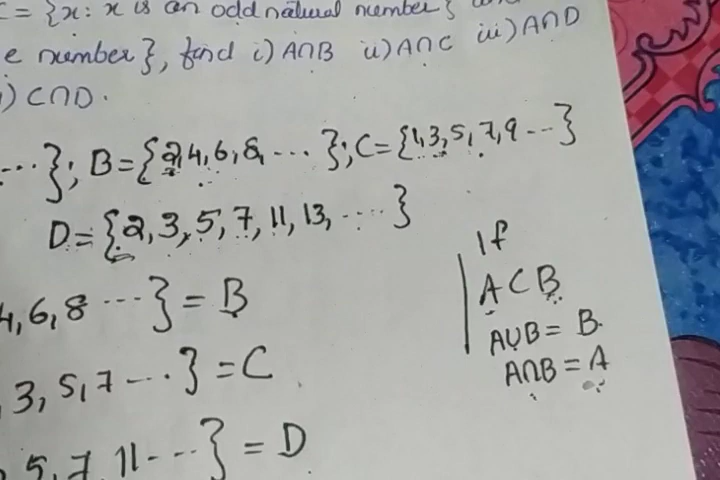 C = {x: x is an odd natural number}
e number}, find i) A∩B ii) A∩C iii) A∩D
) C∩D.
...}; B = {2,4,6,8, ....}; C = {1,3,5,7,9 ...}
D = {2,3,5,7,11,13, .....}
4,6,8 ...} = B
3,5,7 ....} = C
5,7,11 ....} = D
If
A⊂B
A∪B = B.
A∩B = A